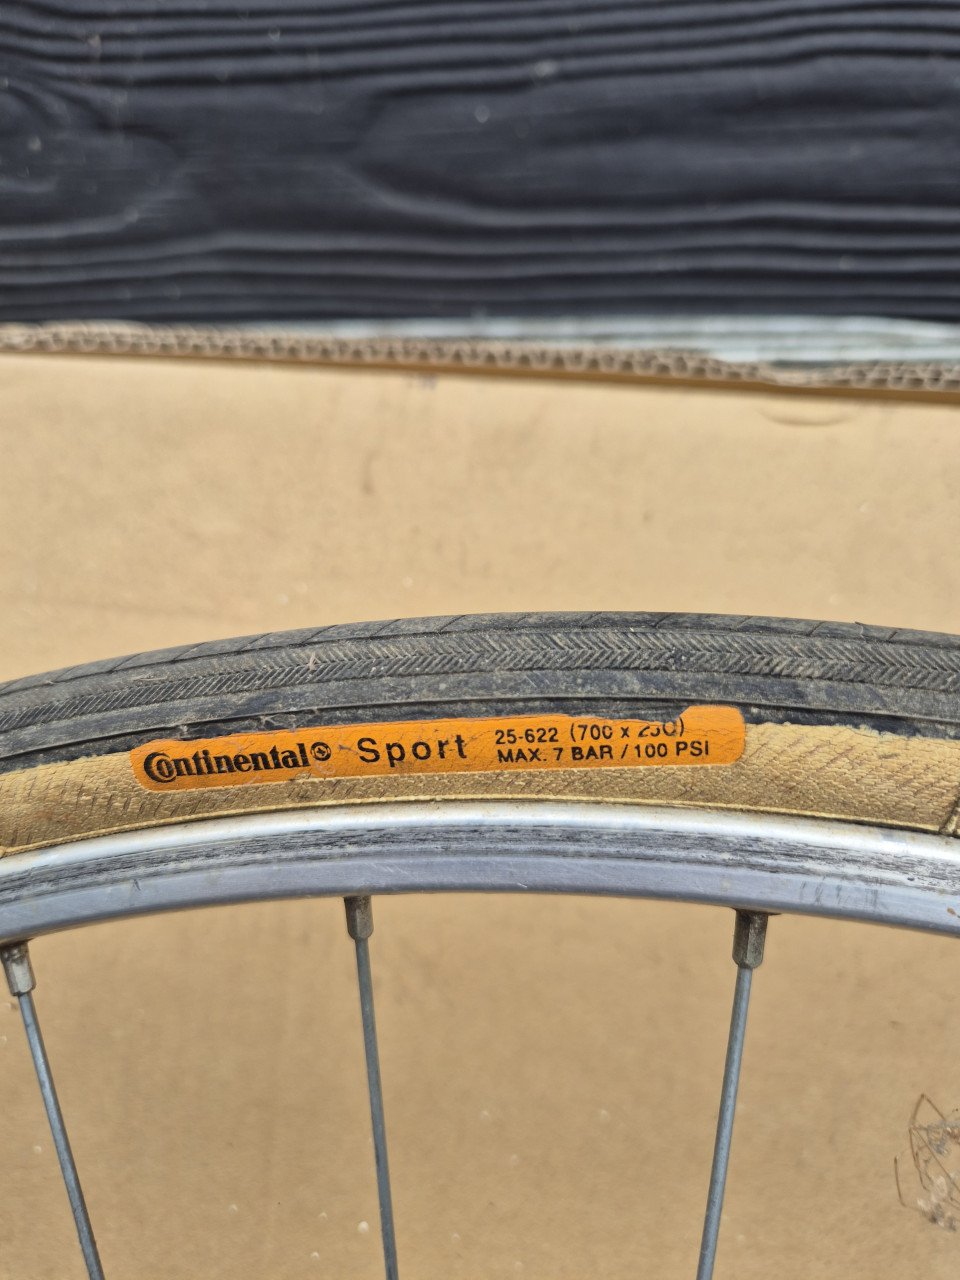 Continental Sport 25-622 (700 x 25C)
MAX. 7 BAR / 100 PSI